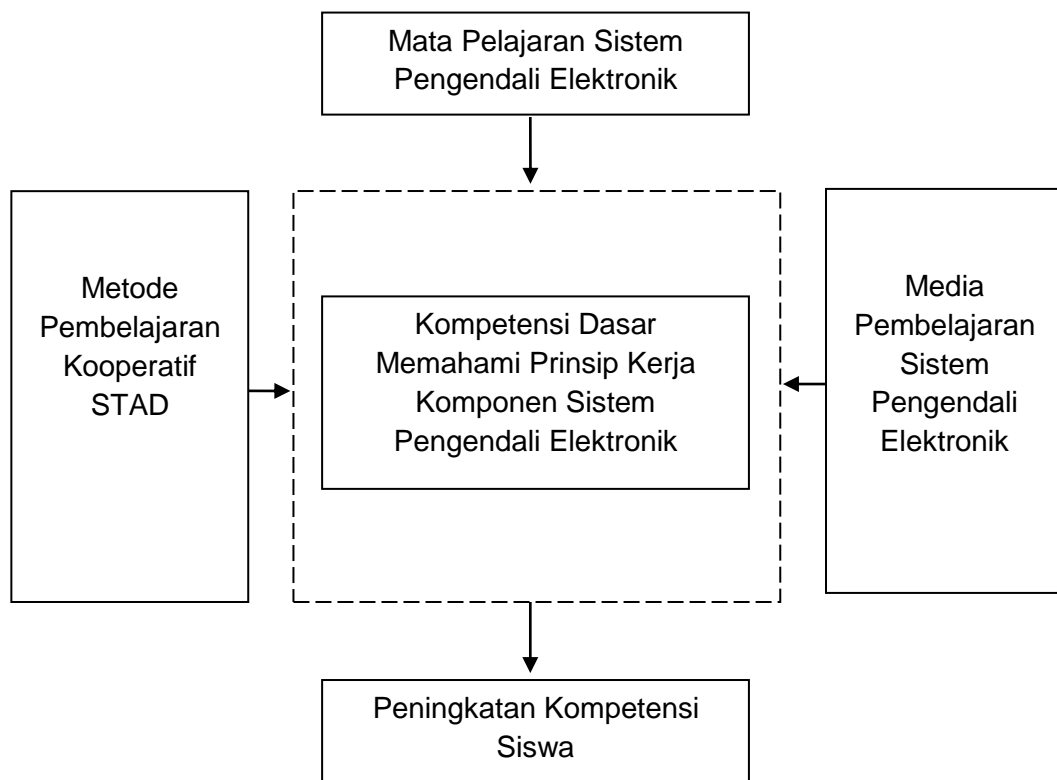 Mata Pelajaran Sistem
Pengendali Elektronik
Metode
Pembelajaran
Kooperatif
STAD
Kompetensi Dasar
Memahami Prinsip Kerja
Komponen Sistem
Pengendali Elektronik
Media
Pembelajaran
Sistem
Pengendali
Elektronik
Peningkatan Kompetensi
Siswa